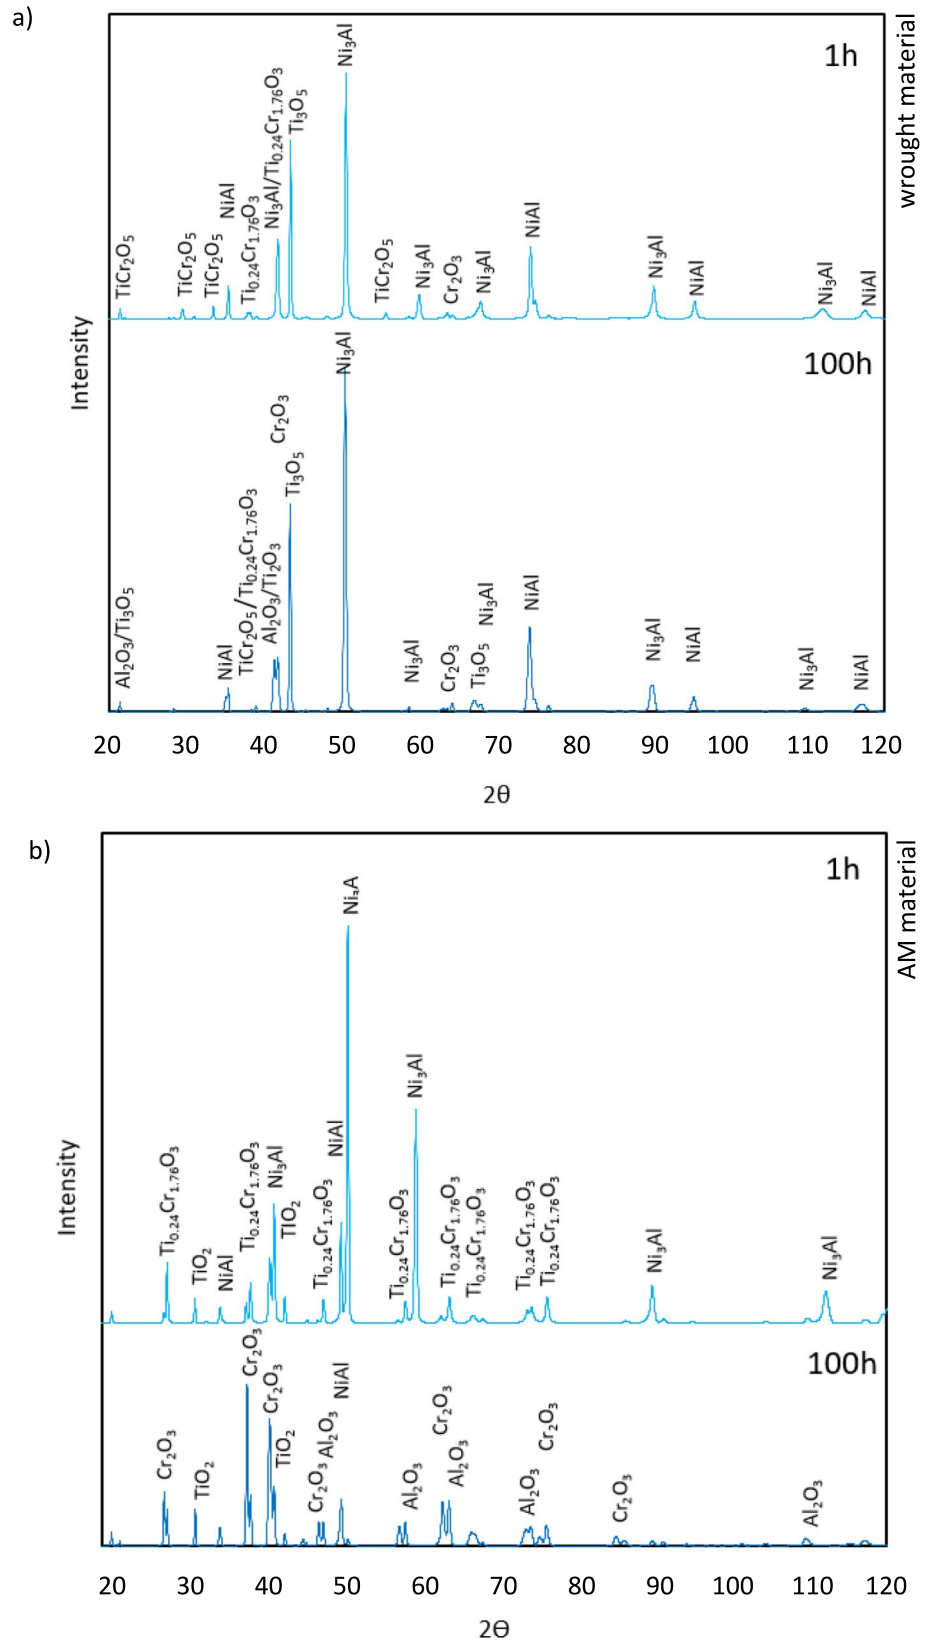 a)
1h
wrought material
TiCr₂O₅
TiCr₂O₅
TiCr₂O₅
NiAl
Ti₀.₂₄Cr₁.₇₆O₃
Ni₃Al/Ti₀.₂₄Cr₁.₇₆O₃
Ti₃O₅
Ni₃Al
TiCr₂O₅
Ni₃Al
Cr₂O₃
Ni₃Al
NiAl
Ni₃Al
NiAl
Ni₃Al
NiAl
Intensity
100h
Al₂O₃/Ti₃O₅
NiAl
TiCr₂O₅/Ti₀.₂₄Cr₁.₇₆O₃
Al₂O₃/Ti₂O₃
Cr₂O₃
Ti₃O₅
Ni₃Al
Ni₃Al
Cr₂O₃
Ti₃O₅
Ni₃Al
NiAl
Ni₃Al
NiAl
Ni₃Al
NiAl
20 30 40 50 60 70 80 90 100 110 120
2θ
b)
1h
AM material
Ti₀.₂₄Cr₁.₇₆O₃
TiO₂
NiAl
Ti₀.₂₄Cr₁.₇₆O₃
Ni₃Al
TIO₂
Ti₀.₂₄Cr₁.₇₆O₃
NiAl
Ni₃A
Ti₀.₂₄Cr₁.₇₆O₃
Ni₃Al
Ti₀.₂₄Cr₁.₇₆O₃
Ti₀.₂₄Cr₁.₇₆O₃
Ti₀.₂₄Cr₁.₇₆O₃
Ti₀.₂₄Cr₁.₇₆O₃
Ni₃Al
Ni₃Al
Intensity
100h
Cr₂O₃
TiO₂
Cr₂O₃
Cr₂O₃
TiO₂
Cr₂O₃
Al₂O₃
NiAl
Al₂O₃
Cr₂O₃
Al₂O₃
Al₂O₃
Cr₂O₃
Cr₂O₃
Al₂O₃
20 30 40 50 60 70 80 90 100 110 120
2Θ